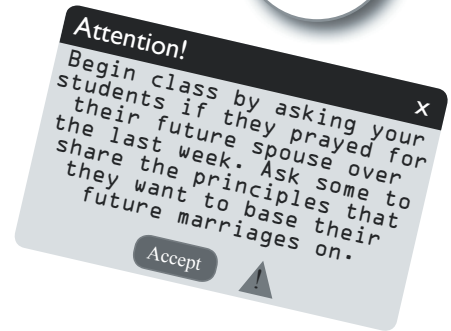 Attention!
x
Begin class by asking your
students if they prayed for
their future spouse over
the last week. Ask some to
share the principles that
they want to base their
future marriages on.
Accept
!